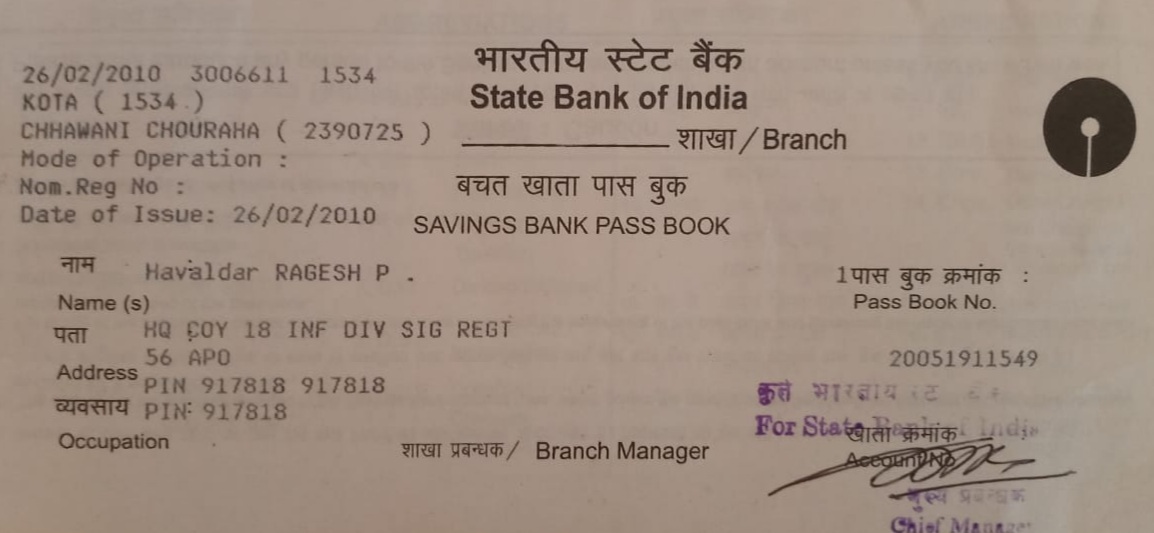 26/02/2010 3006611 1534
KOTA ( 1534 )
CHHAWANI CHOURAHA ( 2390725 )
Mode of Operation :
Nom.Reg No :
Date of Issue: 26/02/2010
भारतीय स्टेट बैंक
State Bank of India
शाखा / Branch
बचत खाता पास बुक
SAVINGS BANK PASS BOOK
नाम Havaldar RAGESH P .
Name (s)
पता HQ COY 18 INF DIV SIG REGT
56 APO
Address PIN 917818 917818
व्यवसाय PIN: 917818
Occupation
शाखा प्रबन्धक / Branch Manager
1पास बुक क्रमांक :
Pass Book No.
20051911549
कृते भारतीय
For State Bank of India
खाता क्रमांक :
Account No
मुख्य प्रबन्धक
Chief Manager